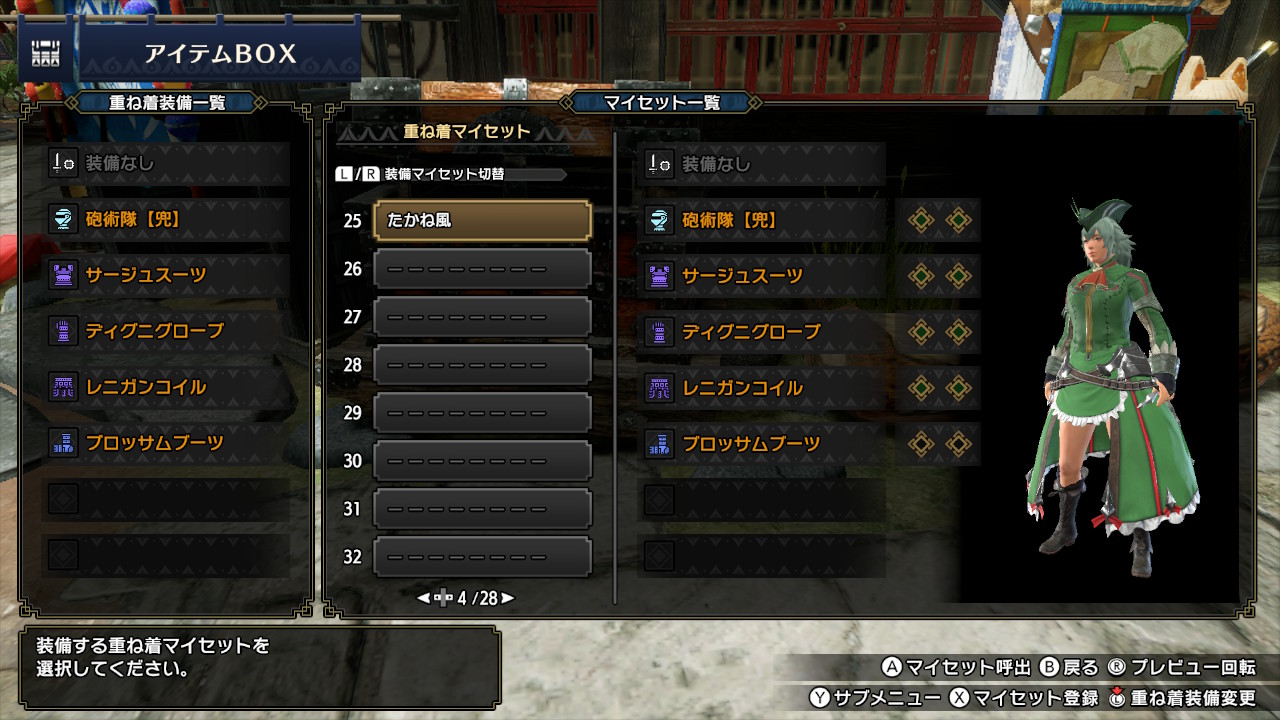 アイテムBOX
重ね着装備一覧
装備なし
砲術隊【兜】
サージュスーツ
ディグニグローブ
レニガンコイル
ブロッサムブーツ
マイセット一覧
重ね着マイセット
L/R 装備マイセット切替
25 たかね風
26 －－－－－－－－
27 －－－－－－－－
28 －－－－－－－－
29 －－－－－－－－
30 －－－－－－－－
31 －－－－－－－－
32 －－－－－－－－
4/28
装備なし
砲術隊【兜】
サージュスーツ
ディグニグローブ
レニガンコイル
ブロッサムブーツ
装備する重ね着マイセットを
選択してください。
Aマイセット呼出 B戻る Rプレビュー回転
Yサブメニュー Xマイセット登録 L重ね着装備変更